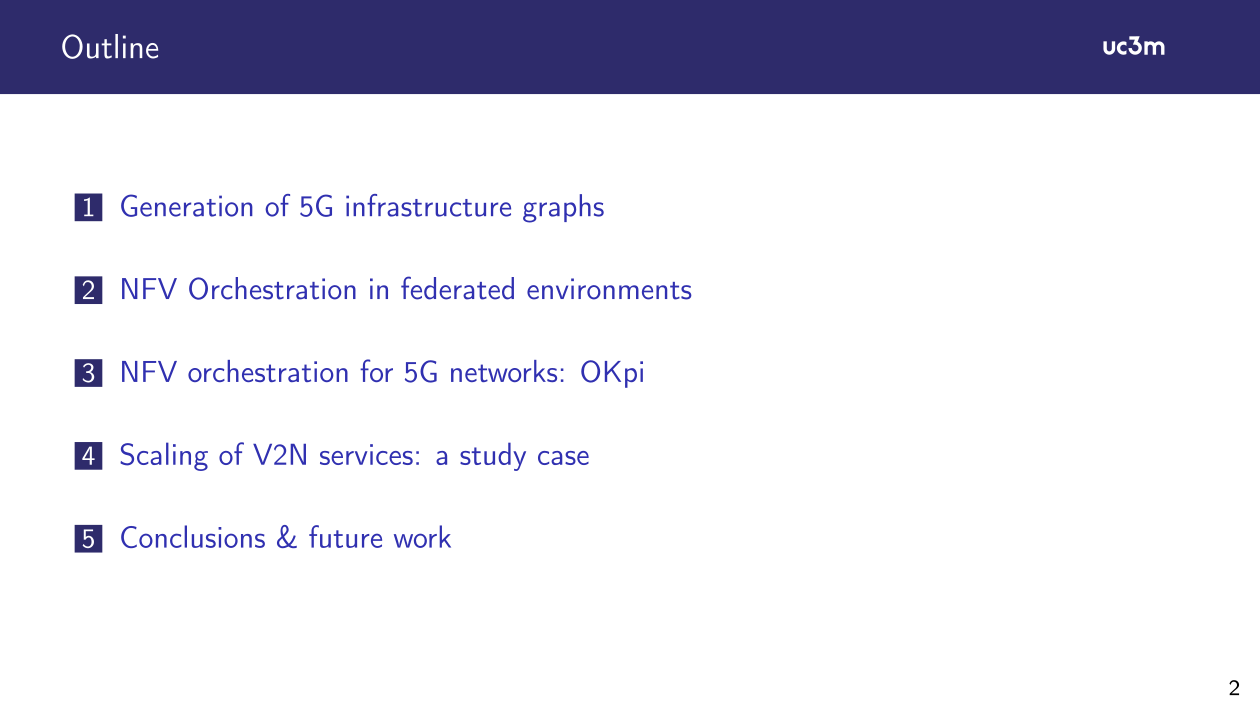 Outline
uc3m
1 Generation of 5G infrastructure graphs
2 NFV Orchestration in federated environments
3 NFV orchestration for 5G networks: OKpi
4 Scaling of V2N services: a study case
5 Conclusions & future work
2